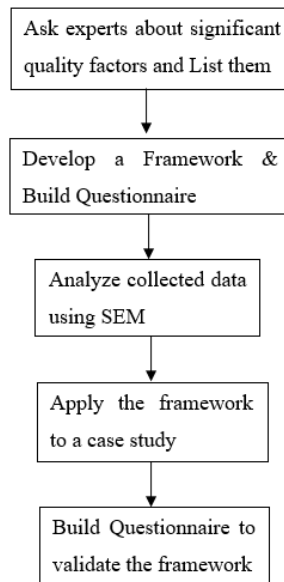 Ask experts about significant
quality factors and List them
Develop a Framework &
Build Questionnaire
Analyze collected data
using SEM
Apply the framework
to a case study
Build Questionnaire to
validate the framework